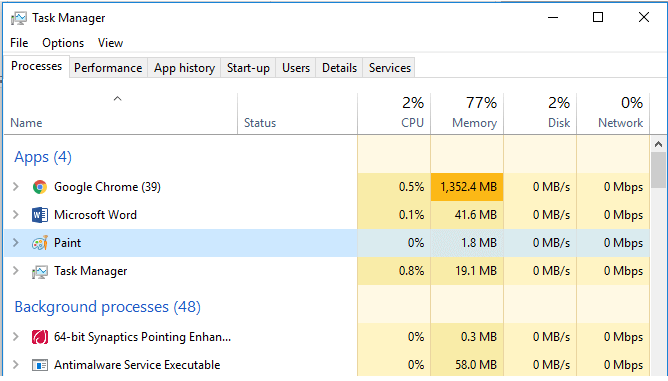 Task Manager
File Options View
Processes Performance App history Start-up Users Details Services
2% 77% 2% 0%
Name Status CPU Memory Disk Network
Apps (4)
Google Chrome (39) 0.5% 1,352.4 MB 0 MB/s 0 Mbps
Microsoft Word 0.1% 41.6 MB 0 MB/s 0 Mbps
Paint 0% 1.8 MB 0 MB/s 0 Mbps
Task Manager 0.8% 19.1 MB 0 MB/s 0 Mbps
Background processes (48)
64-bit Synaptics Pointing Enhan... 0% 0.3 MB 0 MB/s 0 Mbps
Antimalware Service Executable 0% 58.0 MB 0 MB/s 0 Mbps